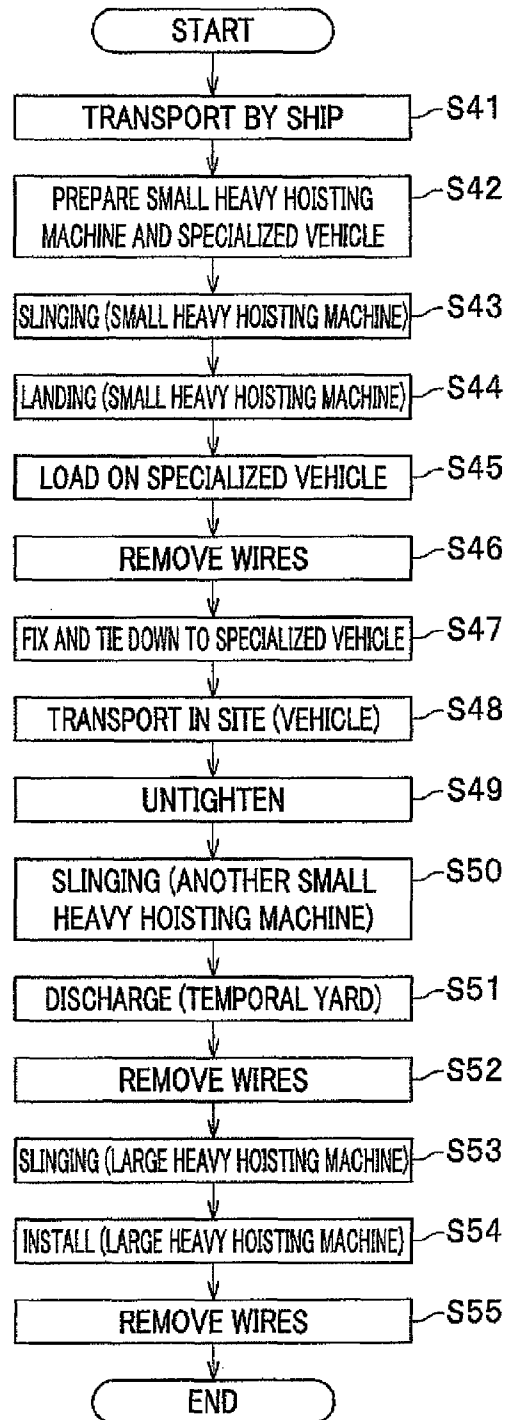 START
TRANSPORT BY SHIP
S41
PREPARE SMALL HEAVY HOISTING
MACHINE AND SPECIALIZED VEHICLE
S42
SLINGING (SMALL HEAVY HOISTING MACHINE)
S43
LANDING (SMALL HEAVY HOISTING MACHINE)
S44
LOAD ON SPECIALIZED VEHICLE
S45
REMOVE WIRES
S46
FIX AND TIE DOWN TO SPECIALIZED VEHICLE
S47
TRANSPORT IN SITE (VEHICLE)
S48
UNTIGHTEN
S49
SLINGING (ANOTHER SMALL
HEAVY HOISTING MACHINE)
S50
DISCHARGE (TEMPORAL YARD)
S51
REMOVE WIRES
S52
SLINGING (LARGE HEAVY HOISTING MACHINE)
S53
INSTALL (LARGE HEAVY HOISTING MACHINE)
S54
REMOVE WIRES
S55
END